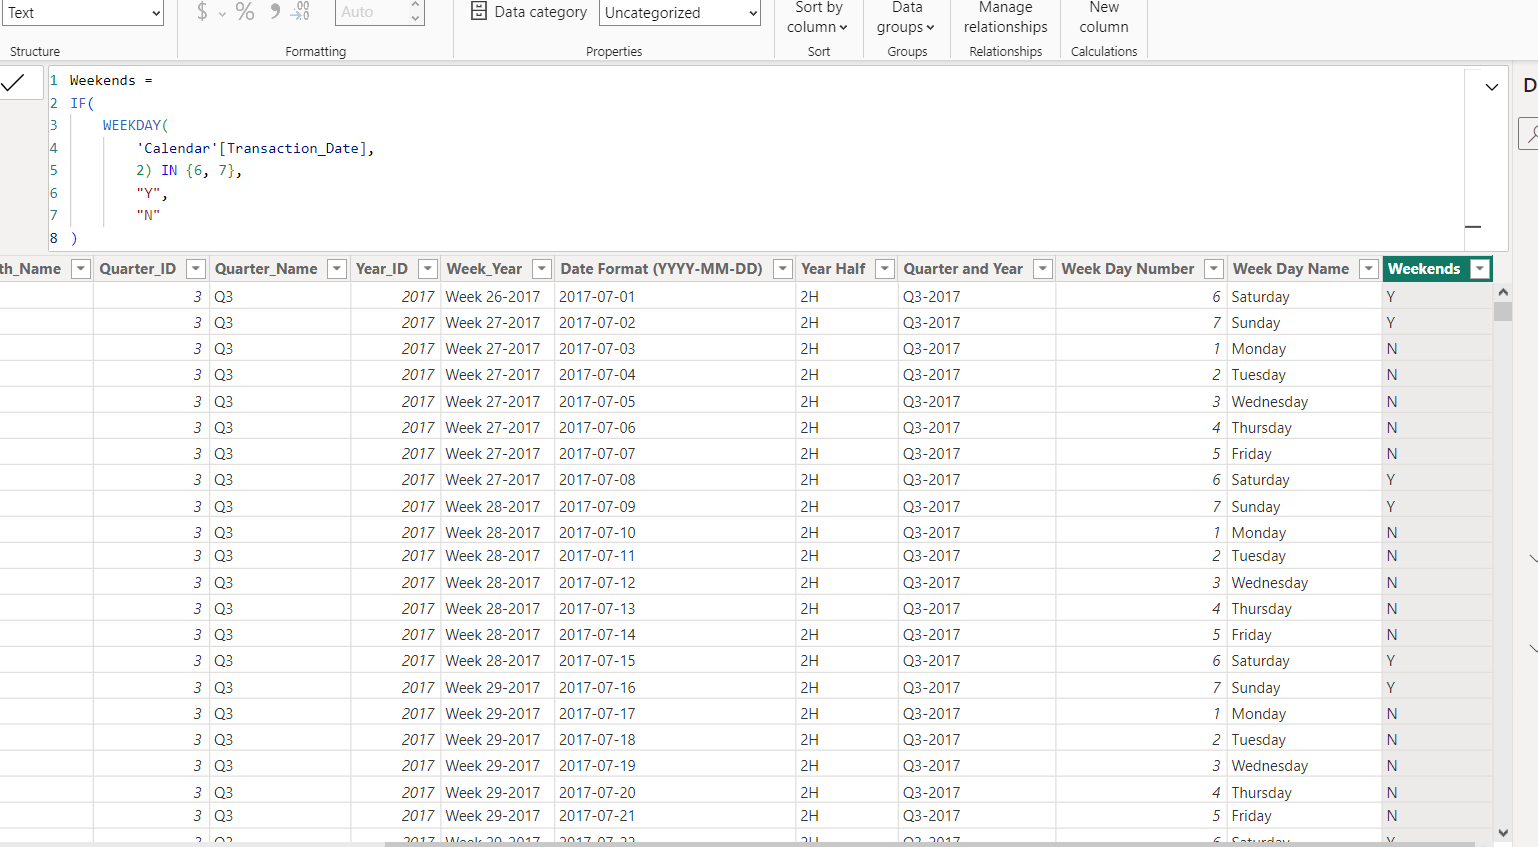 Text
$ % 9 .00 →0
Auto
Data category
Uncategorized
Sort by column
Data groups
Manage relationships
New column
Structure
Formatting
Properties
Sort
Groups
Relationships
Calculations
1 Weekends =
2 IF(
3 WEEKDAY(
4 'Calendar'[Transaction_Date],
5 2) IN {6, 7},
6 "Y",
7 "N"
8 )
D
th_Name Quarter_ID Quarter_Name Year_ID Week_Year Date Format (YYYY-MM-DD) Year Half Quarter and Year Week Day Number Week Day Name Weekends
3 Q3 2017 Week 26-2017 2017-07-01 2H Q3-2017 6 Saturday Y
3 Q3 2017 Week 27-2017 2017-07-02 2H Q3-2017 7 Sunday Y
3 Q3 2017 Week 27-2017 2017-07-03 2H Q3-2017 1 Monday N
3 Q3 2017 Week 27-2017 2017-07-04 2H Q3-2017 2 Tuesday N
3 Q3 2017 Week 27-2017 2017-07-05 2H Q3-2017 3 Wednesday N
3 Q3 2017 Week 27-2017 2017-07-06 2H Q3-2017 4 Thursday N
3 Q3 2017 Week 27-2017 2017-07-07 2H Q3-2017 5 Friday N
3 Q3 2017 Week 27-2017 2017-07-08 2H Q3-2017 6 Saturday Y
3 Q3 2017 Week 28-2017 2017-07-09 2H Q3-2017 7 Sunday Y
3 Q3 2017 Week 28-2017 2017-07-10 2H Q3-2017 1 Monday N
3 Q3 2017 Week 28-2017 2017-07-11 2H Q3-2017 2 Tuesday N
3 Q3 2017 Week 28-2017 2017-07-12 2H Q3-2017 3 Wednesday N
3 Q3 2017 Week 28-2017 2017-07-13 2H Q3-2017 4 Thursday N
3 Q3 2017 Week 28-2017 2017-07-14 2H Q3-2017 5 Friday N
3 Q3 2017 Week 28-2017 2017-07-15 2H Q3-2017 6 Saturday Y
3 Q3 2017 Week 29-2017 2017-07-16 2H Q3-2017 7 Sunday Y
3 Q3 2017 Week 29-2017 2017-07-17 2H Q3-2017 1 Monday N
3 Q3 2017 Week 29-2017 2017-07-18 2H Q3-2017 2 Tuesday N
3 Q3 2017 Week 29-2017 2017-07-19 2H Q3-2017 3 Wednesday N
3 Q3 2017 Week 29-2017 2017-07-20 2H Q3-2017 4 Thursday N
3 Q3 2017 Week 29-2017 2017-07-21 2H Q3-2017 5 Friday N
3 Q3 2017 Week 29-2017 2017-07-22 2H Q3-2017 6 Saturday Y